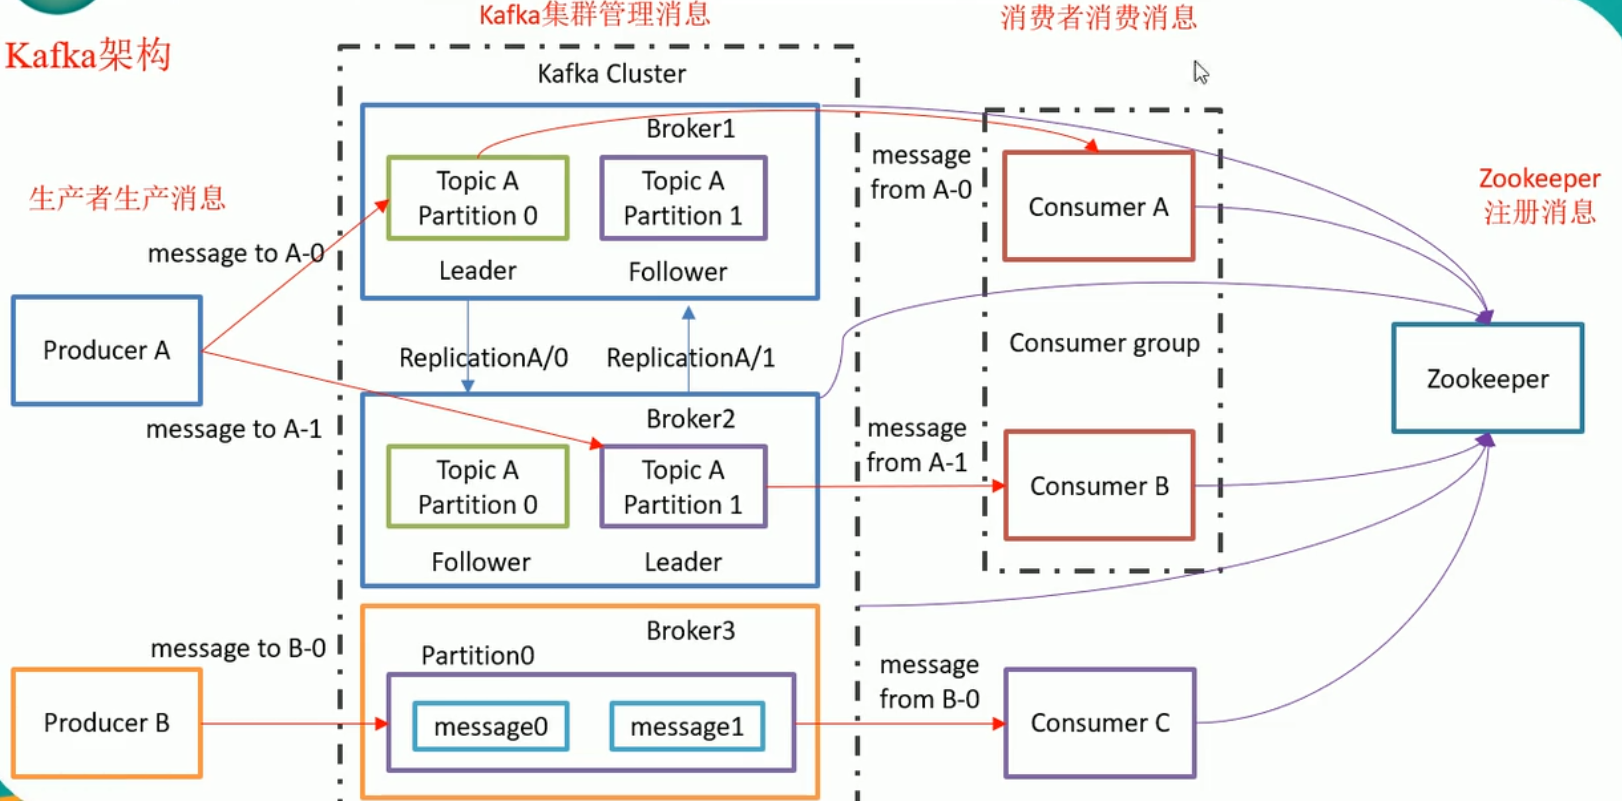 Kafka架构
Kafka集群管理消息
消费者消费消息
Kafka Cluster
Broker1
Topic A
Partition 0
Topic A
Partition 1
Leader
Follower
生产者生产消息
message to A-0
Producer A
message to A-1
ReplicationA/0
ReplicationA/1
Broker2
Topic A
Partition 0
Topic A
Partition 1
Follower
Leader
message to B-0
Producer B
Broker3
Partition0
message0
message1
message
from A-0
Consumer A
Consumer group
message
from A-1
Consumer B
message
from B-0
Consumer C
Zookeeper
注册消息
Zookeeper